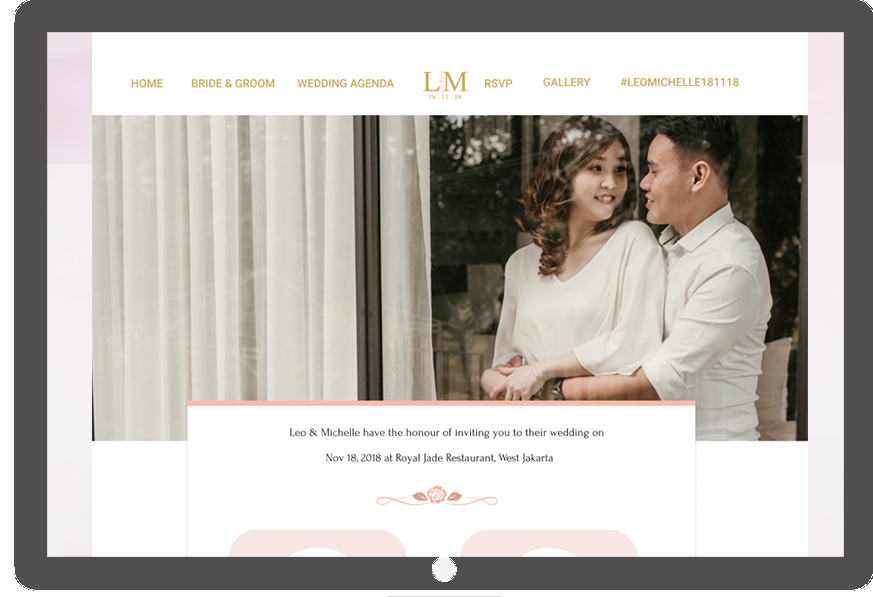 HOME BRIDE & GROOM WEDDING AGENDA LM RSVP GALLERY #LEOMICHELLE181118
18.11.18
Leo & Michelle have the honour of inviting you to their wedding on
Nov 18, 2018 at Royal Jade Restaurant, West Jakarta